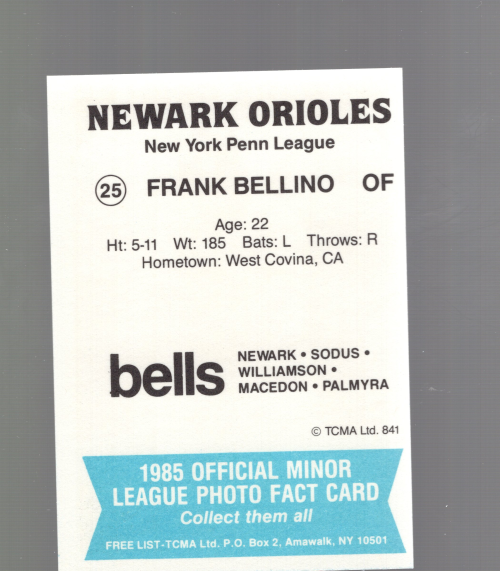 NEWARK ORIOLES
New York Penn League
25 FRANK BELLINO OF
Age: 22
Ht: 5-11 Wt: 185 Bats: L Throws: R
Hometown: West Covina, CA
bells
NEWARK • SODUS •
WILLIAMSON •
MACEDON • PALMYRA
© TCMA Ltd. 841
1985 OFFICIAL MINOR
LEAGUE PHOTO FACT CARD
Collect them all
FREE LIST-TCMA Ltd. P.O. Box 2, Amawalk, NY 10501